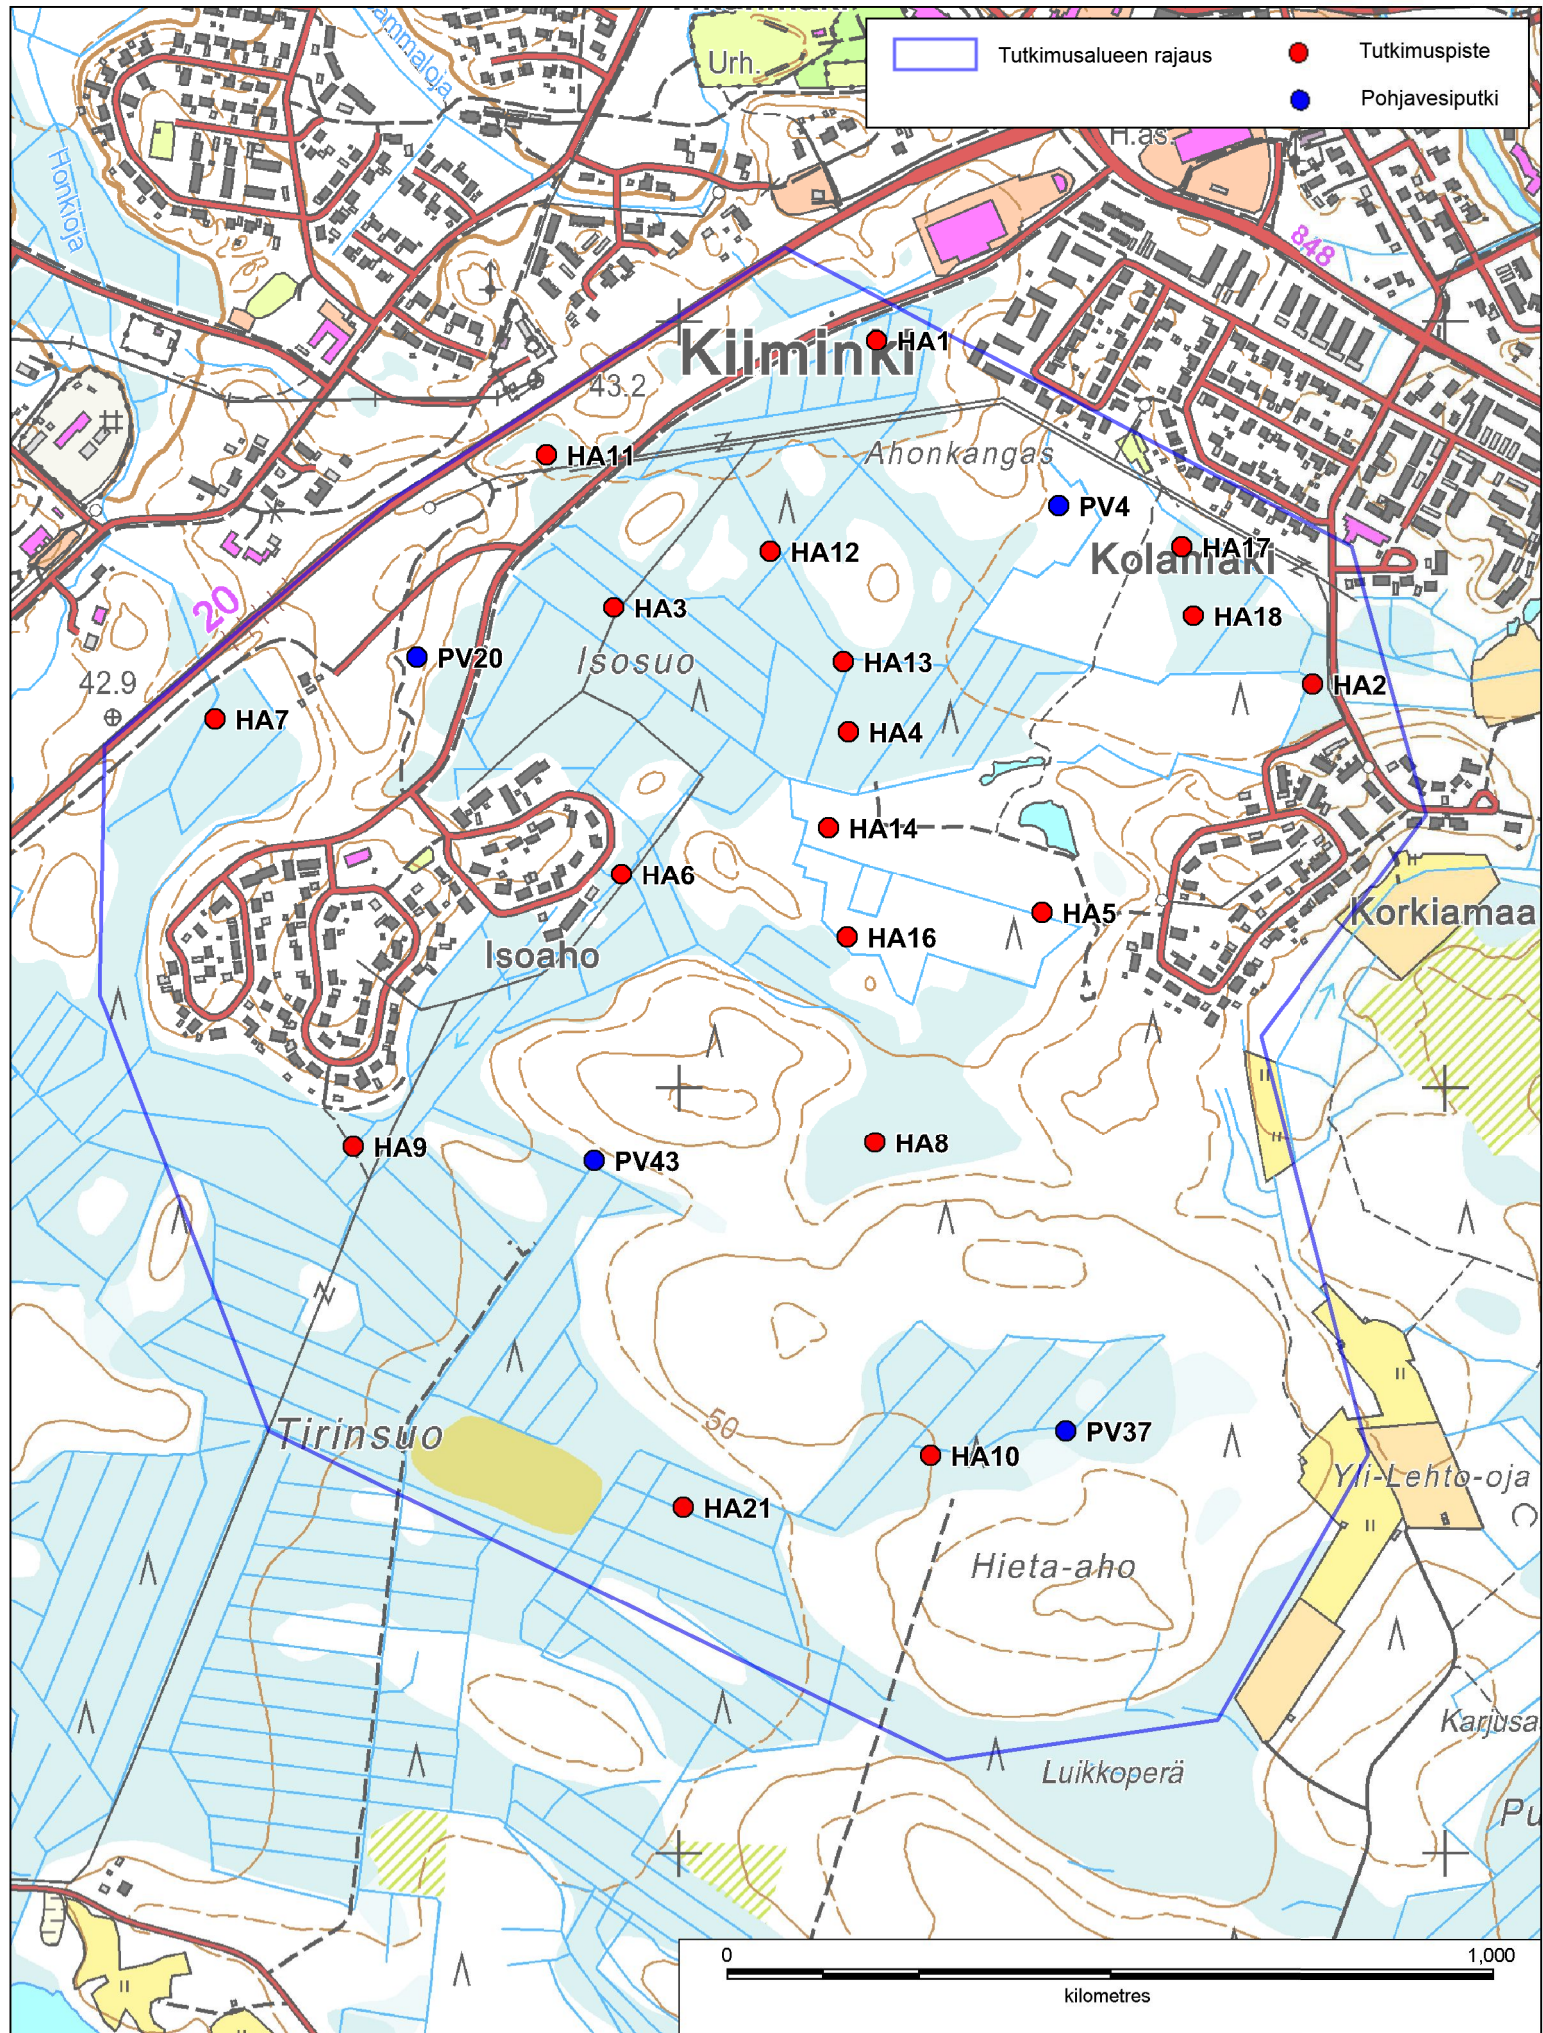 Urh.
Tutkimusalueen rajaus
Tutkimuspiste
Pohjavesiputki
H.as.
Honkioja
848
Kiiminki
HA1
43.2
HA11
Ahonkangas
PV4
HA12
HA17
Kolamäki
20
HA3
HA18
Isosuo
HA13
PV20
42.9
HA2
HA7
HA4
HA14
HA6
HA5
Korkiamaa
HA16
Isoaho
HA8
HA9
PV43
50
Tirinsuo
PV37
HA10
Yli-Lehto-oja
HA21
Hieta-aho
Karjusa
Luikkoperä
Pu
0
1,000
kilometres